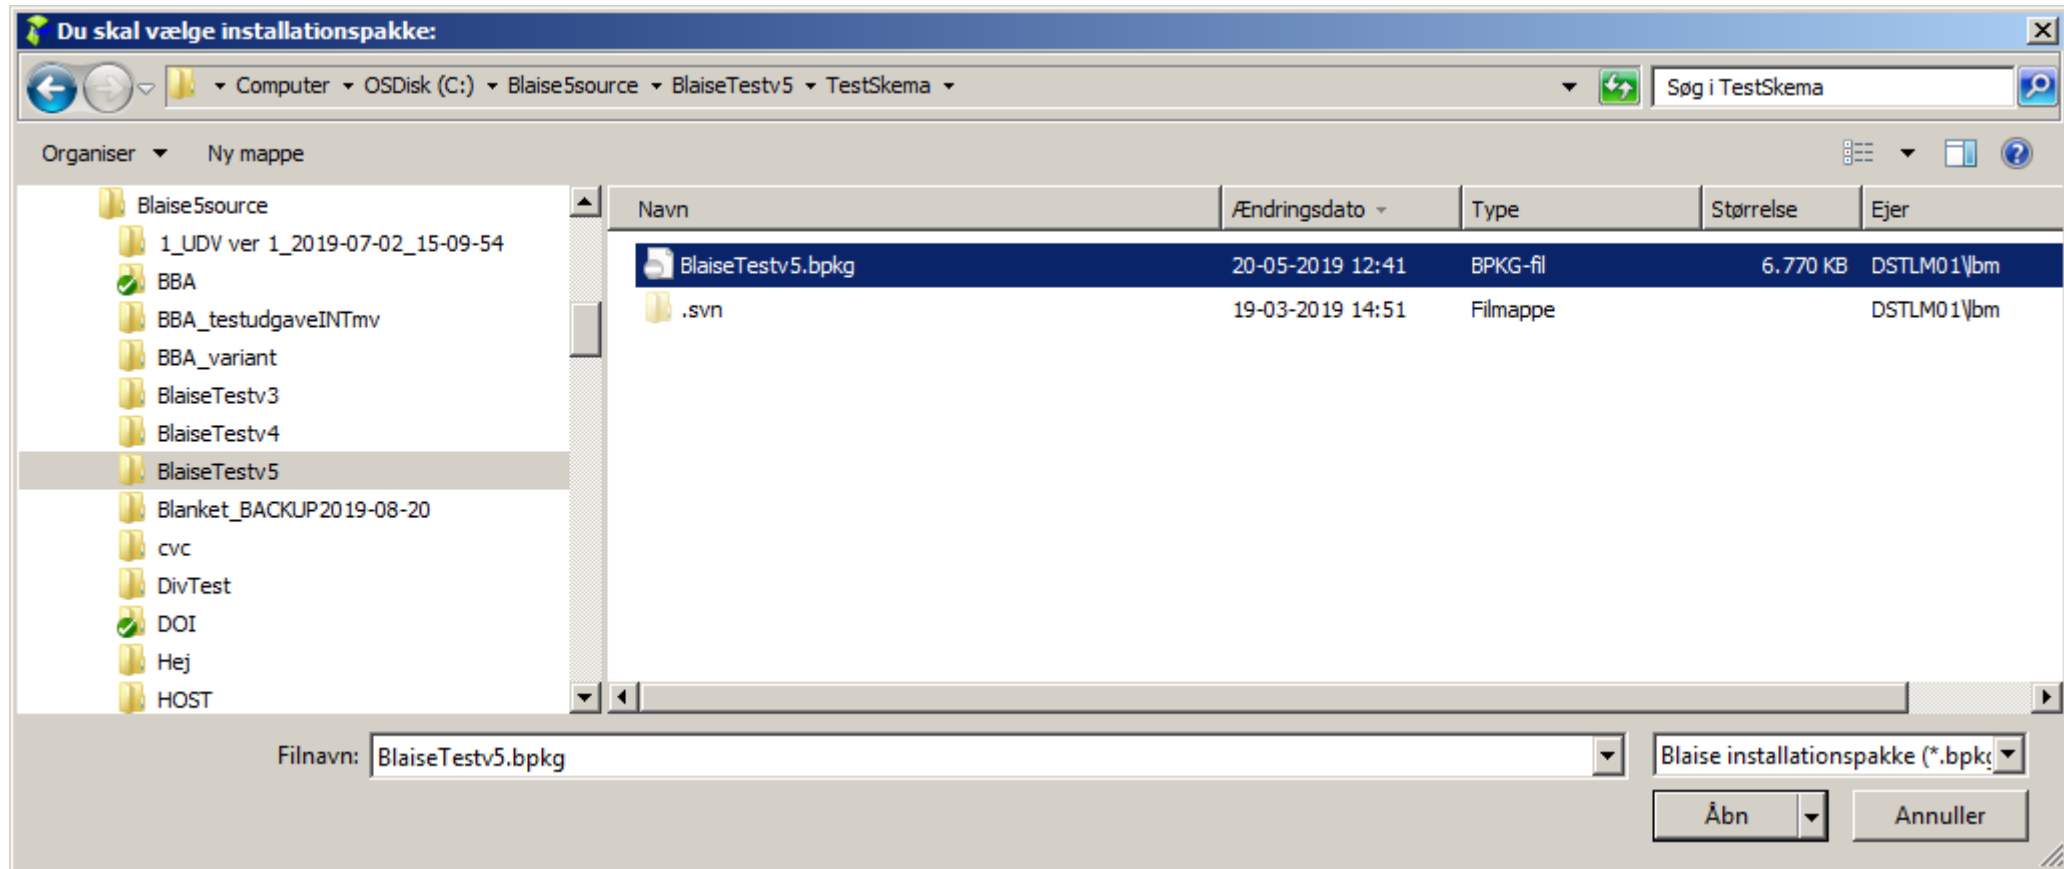 Du skal vælge installationspakke:
Computer OSDisk (C:) Blaise5source BlaiseTestv5 TestSkema Søg i TestSkema
Organiser Ny mappe
Blaise5source
1_UDV ver 1_2019-07-02_15-09-54
BBA
BBA_testudgaveINTmv
BBA_variant
BlaiseTestv3
BlaiseTestv4
BlaiseTestv5
Blanket_BACKUP2019-08-20
cvc
DivTest
DOI
Hej
HOST
Navn Ændringsdato Type Størrelse Ejer
BlaiseTestv5.bpkg 20-05-2019 12:41 BPKG-fil 6.770 KB DSTLM01\lbm
.svn 19-03-2019 14:51 Filmappe DSTLM01\lbm
Filnavn: BlaiseTestv5.bpkg Blaise installationspakke (*.bpkg
Åbn Annuller